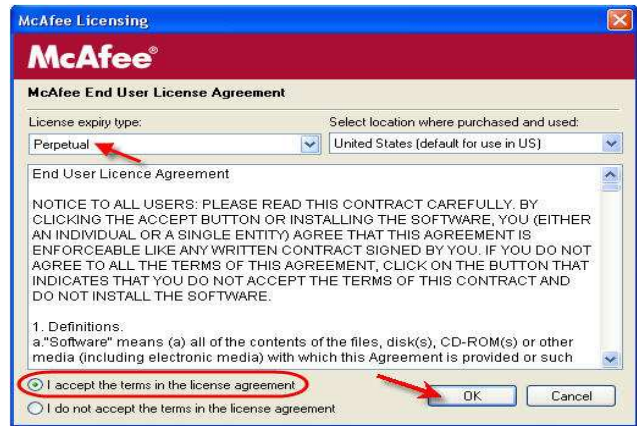 McAfee Licensing
McAfee®
McAfee End User License Agreement
License expiry type:
Select location where purchased and used:
Perpetual
United States (default for use in US)
End User Licence Agreement
NOTICE TO ALL USERS: PLEASE READ THIS CONTRACT CAREFULLY. BY
CLICKING THE ACCEPT BUTTON OR INSTALLING THE SOFTWARE, YOU (EITHER
AN INDIVIDUAL OR A SINGLE ENTITY) AGREE THAT THIS AGREEMENT IS
ENFORCEABLE LIKE ANY WRITTEN CONTRACT SIGNED BY YOU. IF YOU DO NOT
AGREE TO ALL THE TERMS OF THIS AGREEMENT, CLICK ON THE BUTTON THAT
INDICATES THAT YOU DO NOT ACCEPT THE TERMS OF THIS CONTRACT AND
DO NOT INSTALL THE SOFTWARE.
1. Definitions.
a."Software" means (a) all of the contents of the files, disk(s), CD-ROM(s) or other
media (including electronic media) with which this Agreement is provided or such
I accept the terms in the license agreement
I do not accept the terms in the license agreement
OK
Cancel